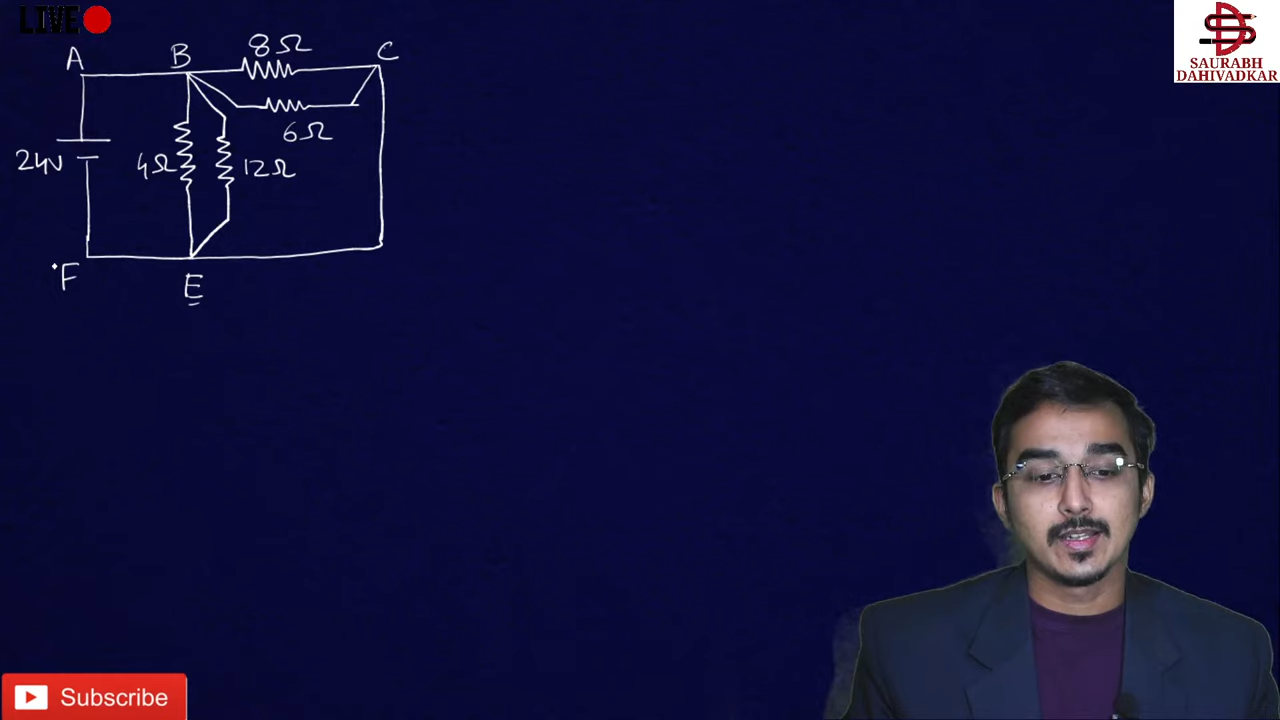 LIVE
SAURABH
DAHIVADKAR
A B 8Ω C
6Ω
24V 4Ω 12Ω
F E
Subscribe